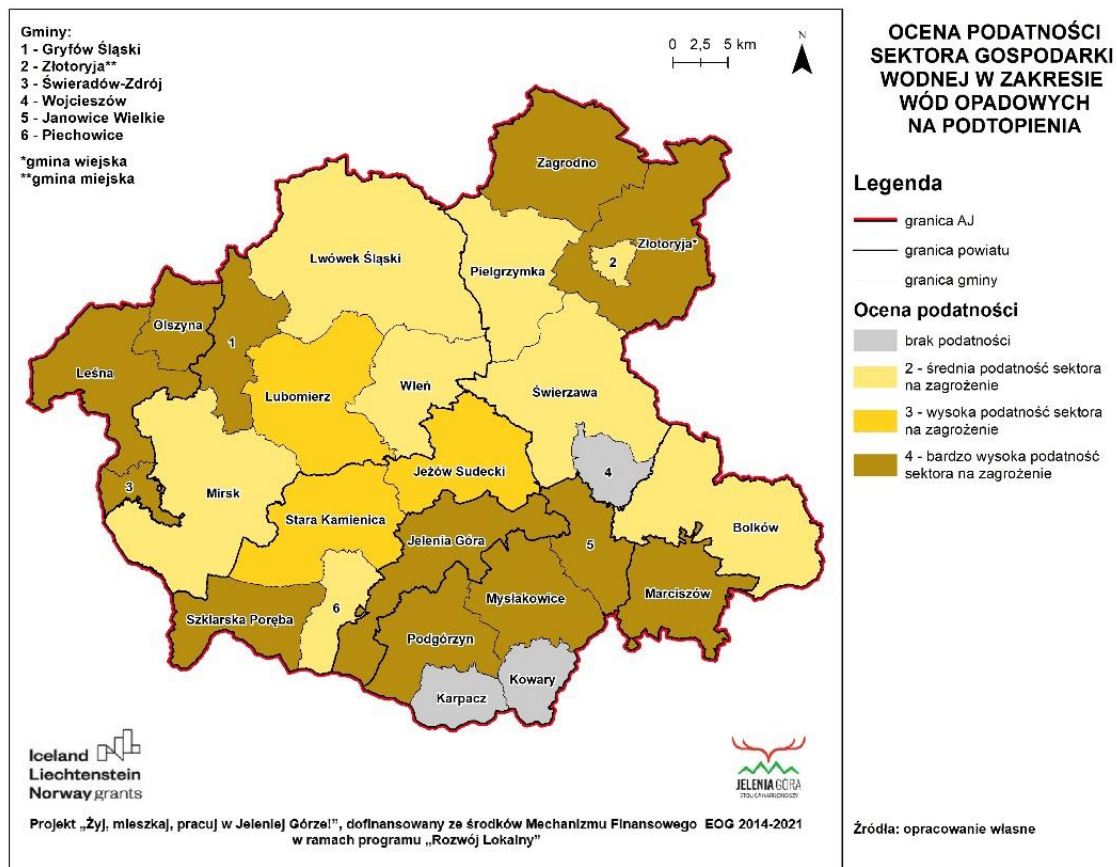 Gminy:
1 - Gryfów Śląski
2 - Złotoryja**
3 - Świeradów-Zdrój
4 - Wojcieszów
5 - Janowice Wielkie
6 - Piechowice
*gmina wiejska
**gmina miejska
0 2,5 5 km
N
Zagrodno
Złotoryja*
2
Lwówek Śląski
Pielgrzymka
Olszyna
1
Leśna
Lubomierz
Wleń
Świerzawa
Jeżów Sudecki
4
3
Mirsk
Stara Kamienica
Bolków
Jelenia Góra
5
Mysłakowice
Marciszów
6
Szklarska Poręba
Podgórzyn
Kowary
Karpacz
Iceland
Liechtenstein
Norway grants
JELENIA GÓRA
STOLICA KARKONOSZY
Projekt „Żyj, mieszkaj, pracuj w Jeleniej Górze!”, dofinansowany ze środków Mechanizmu Finansowego EOG 2014-2021
w ramach programu „Rozwój Lokalny”
OCENA PODATNOŚCI
SEKTORA GOSPODARKI
WODNEJ W ZAKRESIE
WÓD OPADOWYCH
NA PODTOPIENIA
Legenda
granica AJ
granica powiatu
granica gminy
Ocena podatności
brak podatności
2 - średnia podatność sektora
na zagrożenie
3 - wysoka podatność sektora
na zagrożenie
4 - bardzo wysoka podatność
sektora na zagrożenie
Źródła: opracowanie własne